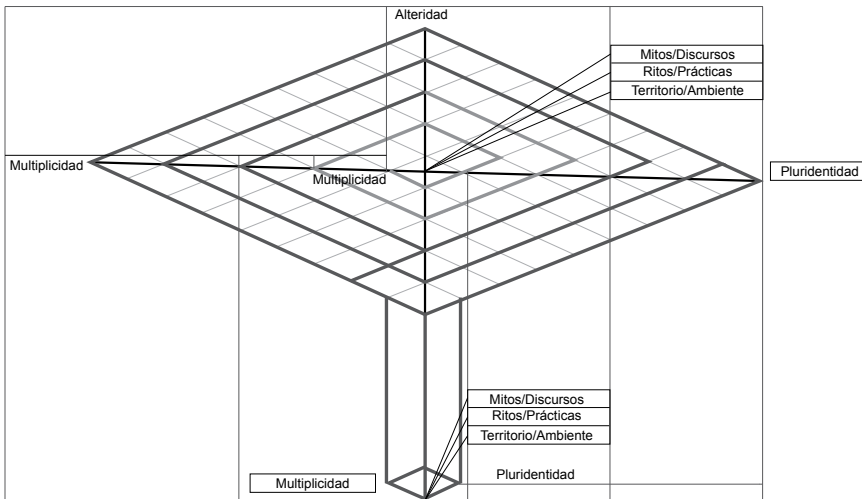 Alteridad
Mitos/Discursos
Ritos/Prácticas
Territorio/Ambiente
Multiplicidad
Multiplicidad
Pluridentidad
Mitos/Discursos
Ritos/Prácticas
Territorio/Ambiente
Multiplicidad
Pluridentidad